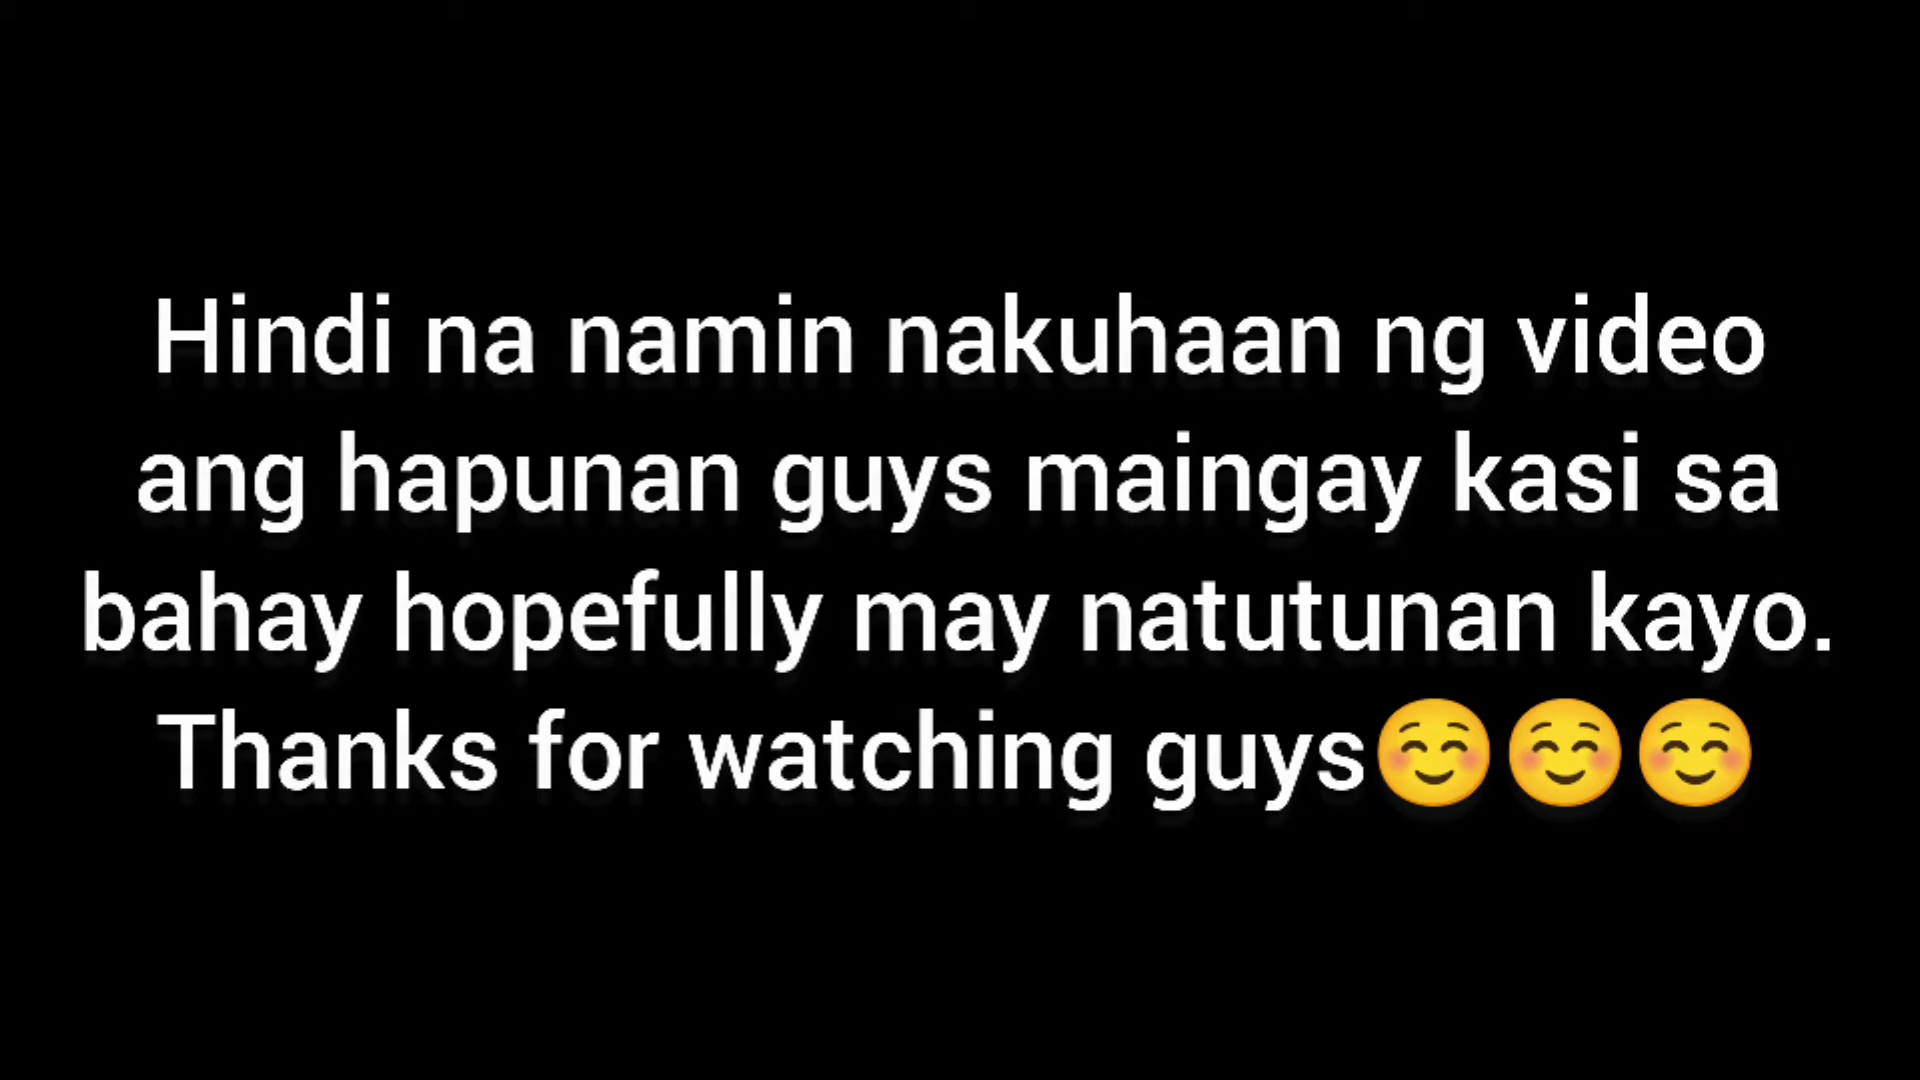 Hindi na namin nakuhaan ng video
ang hapunan guys maingay kasi sa
bahay hopefully may natutunan kayo.
Thanks for watching guys☺️☺️☺️